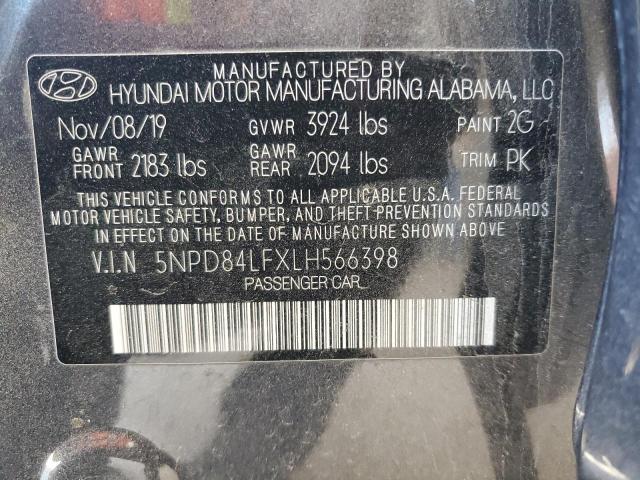 MANUFACTURED BY
HYUNDAI MOTOR MANUFACTURING ALABAMA, LLC
Nov/08/19 GVWR 3924 lbs PAINT 2G
GAWR FRONT 2183 lbs GAWR REAR 2094 lbs TRIM PK
THIS VEHICLE CONFORMS TO ALL APPLICABLE U.S.A. FEDERAL
MOTOR VEHICLE SAFETY, BUMPER, AND THEFT PREVENTION STANDARDS
IN EFFECT ON THE DATE OF MANUFACTURE SHOWN ABOVE
V.I.N 5NPD84LFXLH566398
PASSENGER CAR